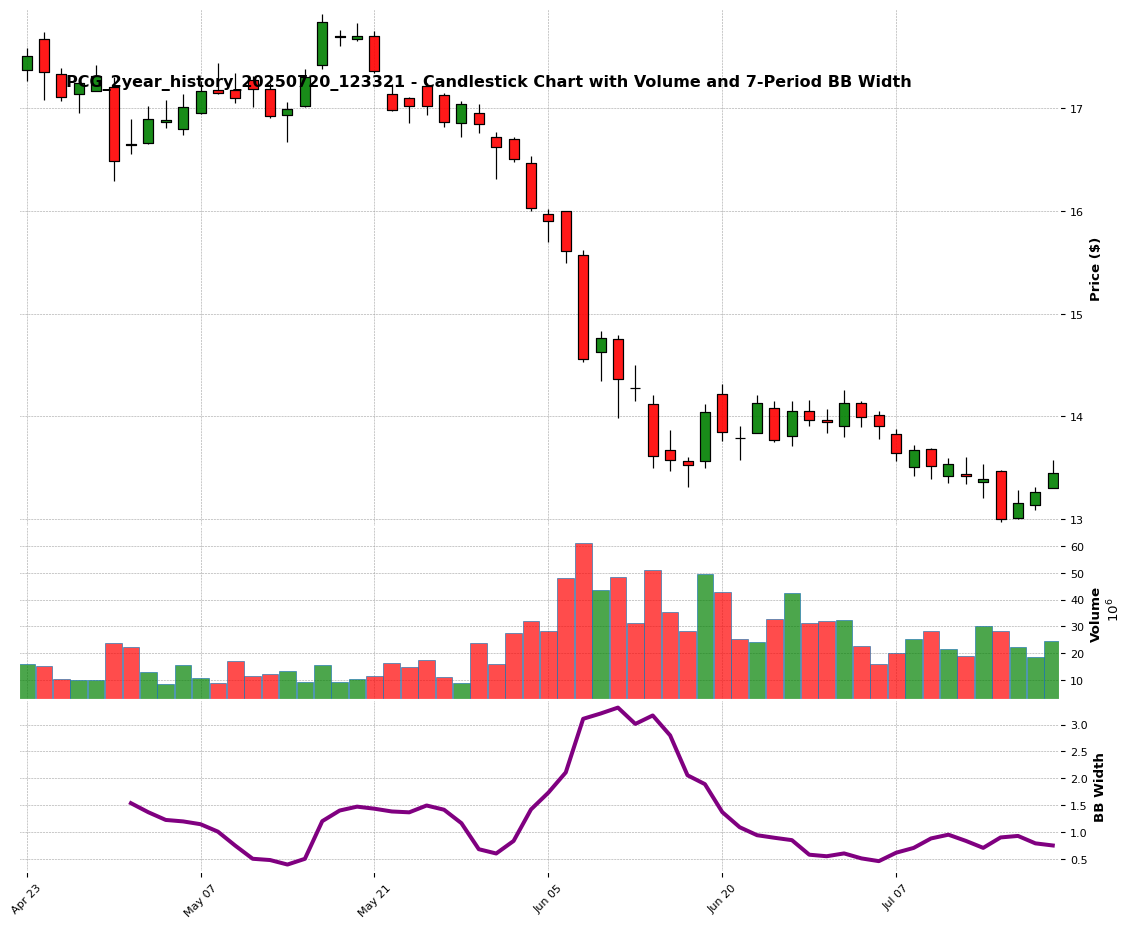 PCG_2year_history_20250720_123321 - Candlestick Chart with Volume and 7-Period BB Width
17
16
15
14
13
Price ($)
60
50
40
30
20
10
Volume
10^6
3.0
2.5
2.0
1.5
1.0
0.5
BB Width
Apr 23
May 07
May 21
Jun 05
Jun 20
Jul 07